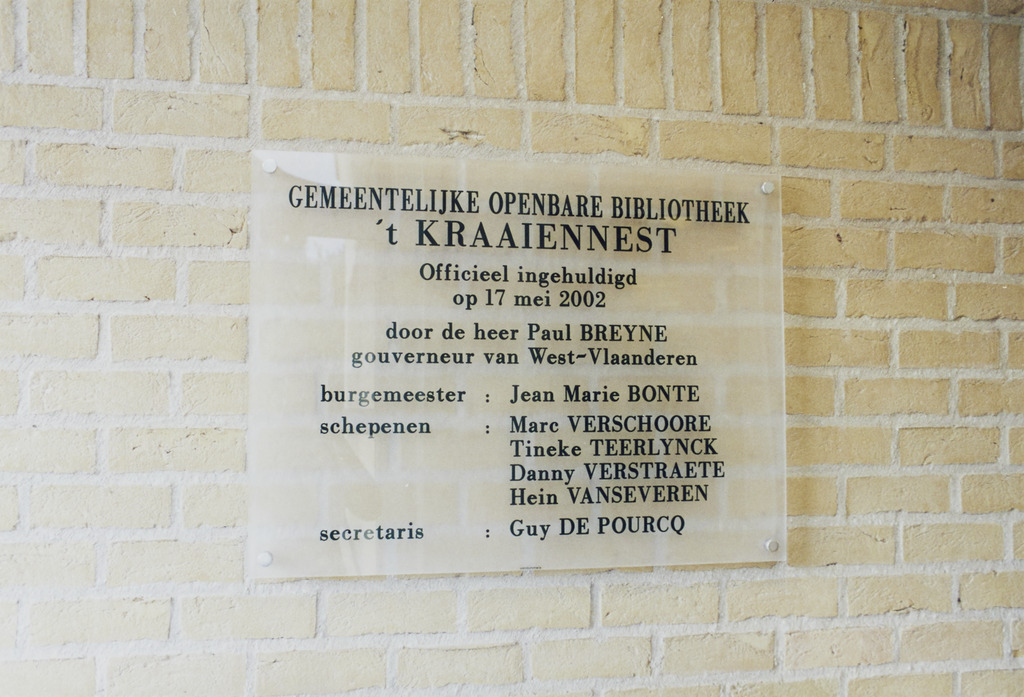 GEMEENTELIJKE OPENBARE BIBLIOTHEEK
't KRAAIENNEST
Officieel ingehuldigd
op 17 mei 2002
door de heer Paul BREYNE
gouverneur van West-Vlaanderen
burgemeester : Jean Marie BONTE
schepenen : Marc VERSCHOORE
Tineke TEERLYNCK
Danny VERSTRAETE
Hein VANSEVEREN
secretaris : Guy DE POURCQ